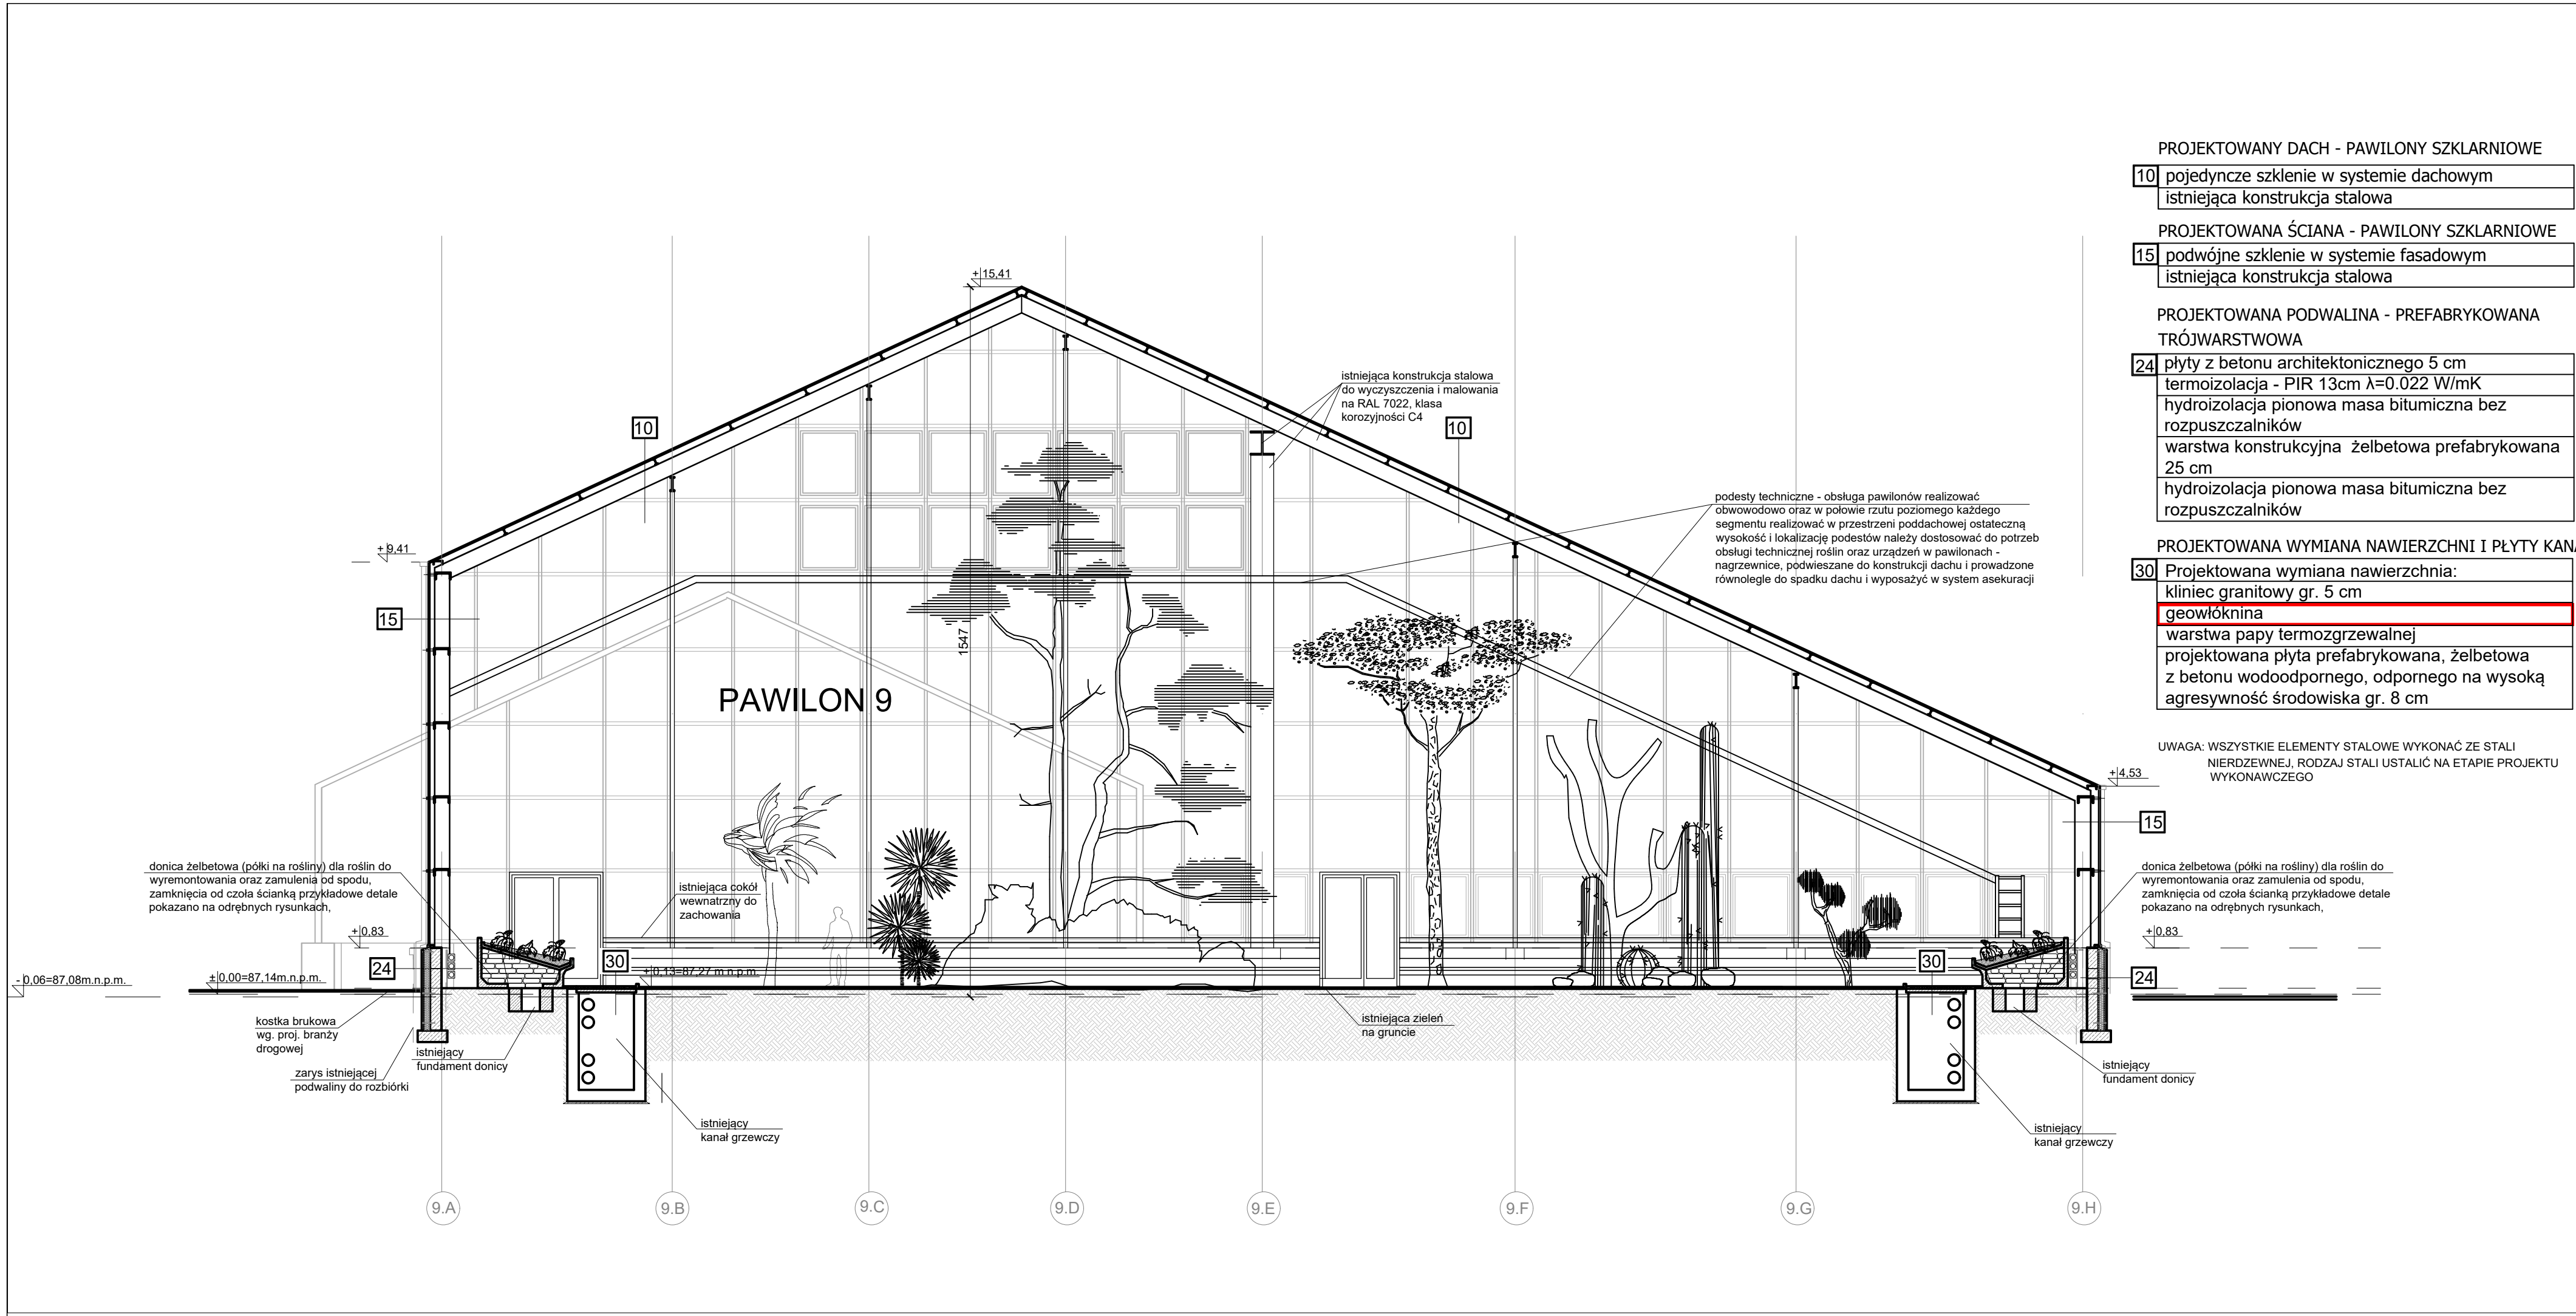 PROJEKTOWANY DACH - PAWILONY SZKLARNIOWE
10 pojedyncze szklenie w systemie dachowym
istniejąca konstrukcja stalowa
PROJEKTOWANA ŚCIANA - PAWILONY SZKLARNIOWE
15 podwójne szklenie w systemie fasadowym
istniejąca konstrukcja stalowa
PROJEKTOWANA PODWALINA - PREFABRYKOWANA
TRÓJWARSTWOWA
24 płyty z betonu architektonicznego 5 cm
termoizolacja - PIR 13cm λ=0.022 W/mK
hydroizolacja pionowa masa bitumiczna bez
rozpuszczalników
warstwa konstrukcyjna żelbetowa prefabrykowana
25 cm
hydroizolacja pionowa masa bitumiczna bez
rozpuszczalników
PROJEKTOWANA WYMIANA NAWIERZCHNI I PŁYTY KANA
30 Projektowana wymiana nawierzchnia:
kliniec granitowy gr. 5 cm
geowłóknina
warstwa papy termozgrzewalnej
projektowana płyta prefabrykowana, żelbetowa
z betonu wodoodpornego, odpornego na wysoką
agresywność środowiska gr. 8 cm
UWAGA: WSZYSTKIE ELEMENTY STALOWE WYKONAĆ ZE STALI
NIERDZEWNEJ, RODZAJ STALI USTALIĆ NA ETAPIE PROJEKTU
WYKONAWCZEGO
+15,41
istniejąca konstrukcja stalowa
do wyczyszczenia i malowania
na RAL 7022, klasa
korozyjności C4
10
10
podesty techniczne - obsługa pawilonów realizować
obwowodowo oraz w połowie rzutu poziomego każdego
segmentu realizować w przestrzeni poddachowej ostateczną
wysokość i lokalizację podestów należy dostosować do potrzeb
obsługi technicznej roślin oraz urządzeń w pawilonach -
nagrzewnice, podwieszane do konstrukcji dachu i prowadzone
równolegle do spadku dachu i wyposażyć w system asekuracji
+9,41
15
1547
PAWILON 9
+4,53
15
donica żelbetowa (półki na rośliny) dla roślin do
wyremontowania oraz zamulenia od spodu,
zamknięcia od czoła ścianką przykładowe detale
pokazano na odrębnych rysunkach,
istniejąca cokół
wewnatrzny do
zachowania
donica żelbetowa (półki na rośliny) dla roślin do
wyremontowania oraz zamulenia od spodu,
zamknięcia od czoła ścianką przykładowe detale
pokazano na odrębnych rysunkach,
+0,83
+0,83
24
30
30
24
- 0,06=87,08m.n.p.m.
+0,00=87,14m.n.p.m.
+0,13=87,27 m n.p.m.
kostka brukowa
wg. proj. branży
drogowej
istniejąca zieleń
na gruncie
istniejący
fundament donicy
istniejący
fundament donicy
zarys istniejącej
podwaliny do rozbiórki
istniejący
kanał grzewczy
istniejący
kanał grzewczy
9.A 9.B 9.C 9.D 9.E 9.F 9.G 9.H